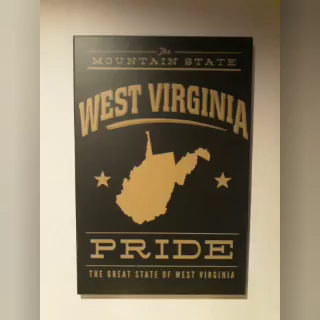 The
MOUNTAIN STATE
WEST VIRGINIA
PRIDE
THE GREAT STATE OF WEST VIRGINIA